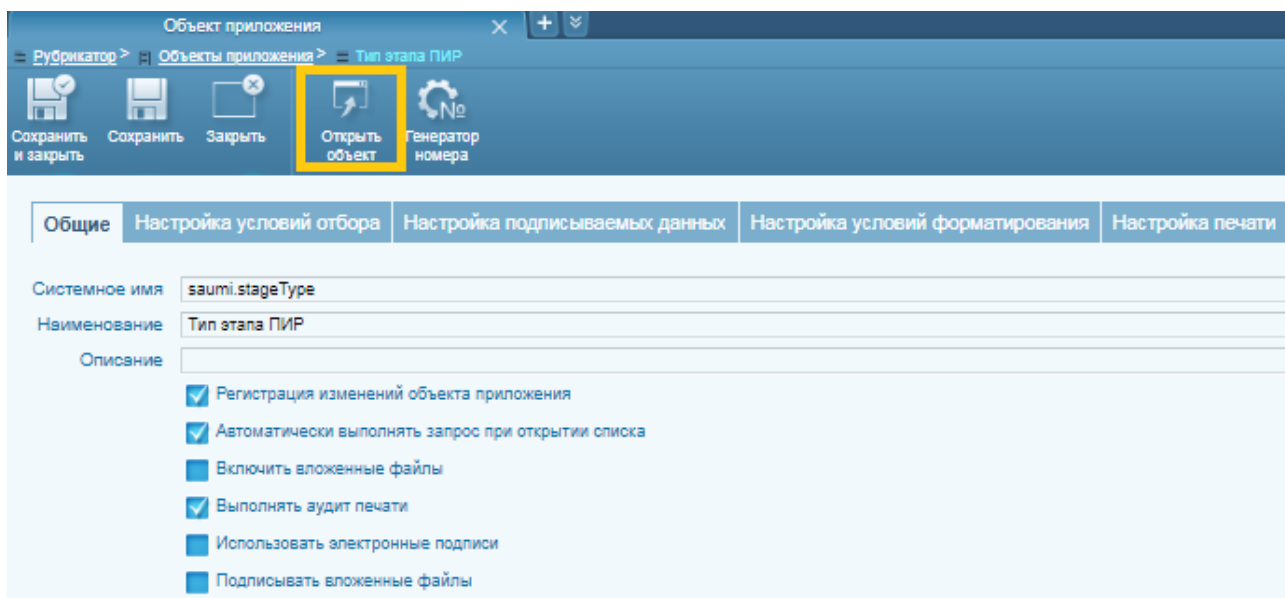 Объект приложения
Рубрикатор > Объекты приложения > Тип этапа ПИР
Сохранить и закрыть
Сохранить
Закрыть
Открыть объект
№
Генератор номера
Общие
Настройка условий отбора
Настройка подписываемых данных
Настройка условий форматирования
Настройка печати
Системное имя saumi.stageType
Наименование Тип этапа ПИР
Описание
Регистрация изменений объекта приложения
Автоматически выполнять запрос при открытии списка
Включить вложенные файлы
Выполнять аудит печати
Использовать электронные подписи
Подписывать вложенные файлы